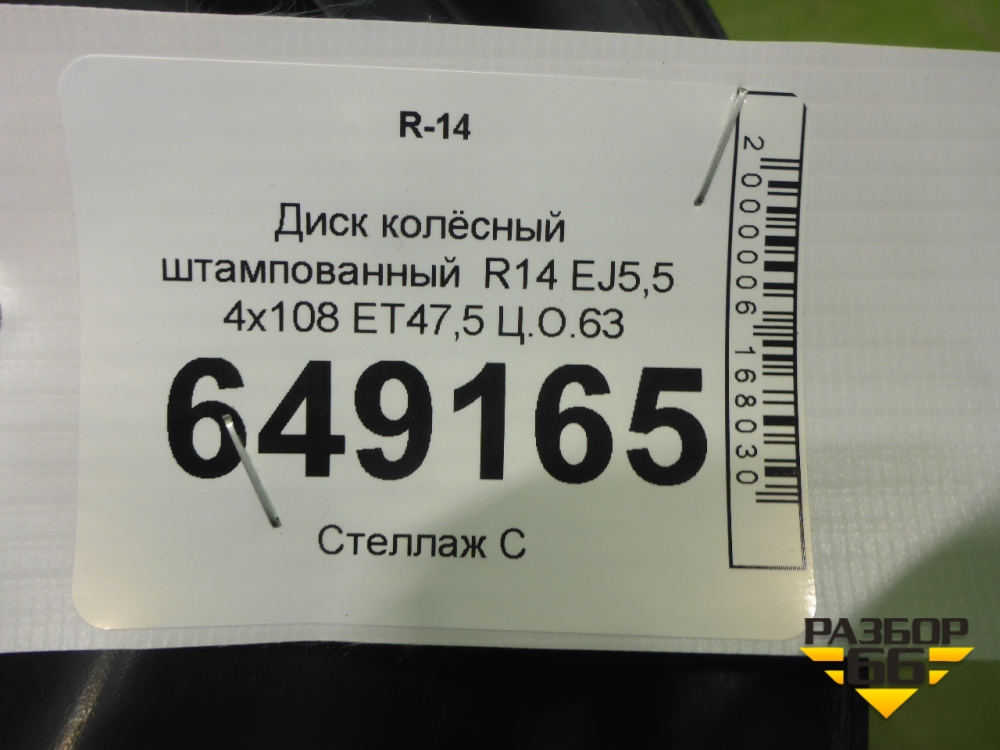 R-14
Диск колёсный
штампованный R14 EJ5,5
4x108 ET47,5 Ц.О.63
649165
Стеллаж С
2000006168030
РАЗБОР
66